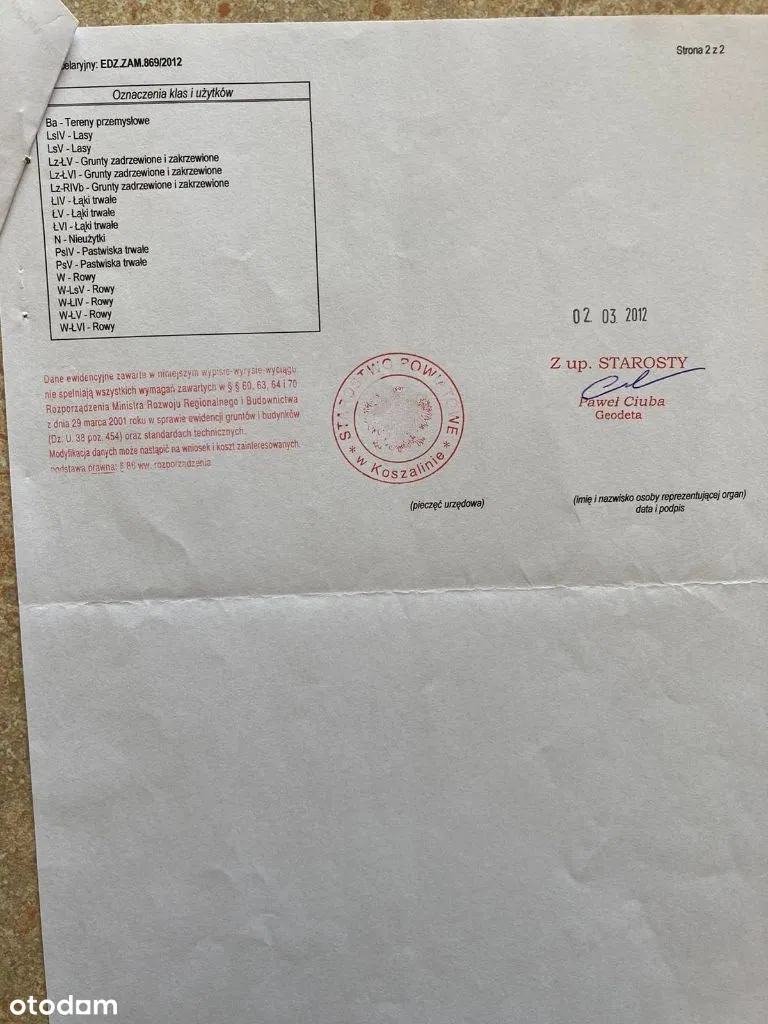 Strona 2 z 2
elaryjny: EDZ.ZAM.869/2012
Oznaczenia klas i użytków
Ba - Tereny przemysłowe
LsIV - Lasy
LsV - Lasy
Lz-ŁV - Grunty zadrzewione i zakrzewione
Lz-ŁVI - Grunty zadrzewione i zakrzewione
Lz-RIVb - Grunty zadrzewione i zakrzewione
ŁIV - Łąki trwałe
ŁV - Łąki trwałe
ŁVI - Łąki trwałe
N - Nieużytki
PsIV - Pastwiska trwałe
PsV - Pastwiska trwałe
W - Rowy
W-LsV - Rowy
W-ŁIV - Rowy
W-ŁV - Rowy
W-ŁVI - Rowy
02. 03. 2012
Dane ewidencyjne zawarte w niniejszym wypisie-wyrysie-wyciągu
nie spełniają wszystkich wymagań zawartych w § § 60, 63, 64 i 70
Rozporządzenia Ministra Rozwoju Regionalnego i Budownictwa
z dnia 29 marca 2001 roku w sprawie ewidencji gruntów i budynków
(Dz. U. 38 poz. 454) oraz standardach technicznych.
Modyfikacja danych może nastąpić na wniosek i koszt zainteresowanych.
podstawa prawna: § 86 ww. rozporządzenia
STAROSTWO POWIATOWE
* w Koszalinie *
Z up. STAROSTY
Paweł Ciuba
Geodeta
(pieczęć urzędowa)
(imię i nazwisko osoby reprezentującej organ)
data i podpis
otodom